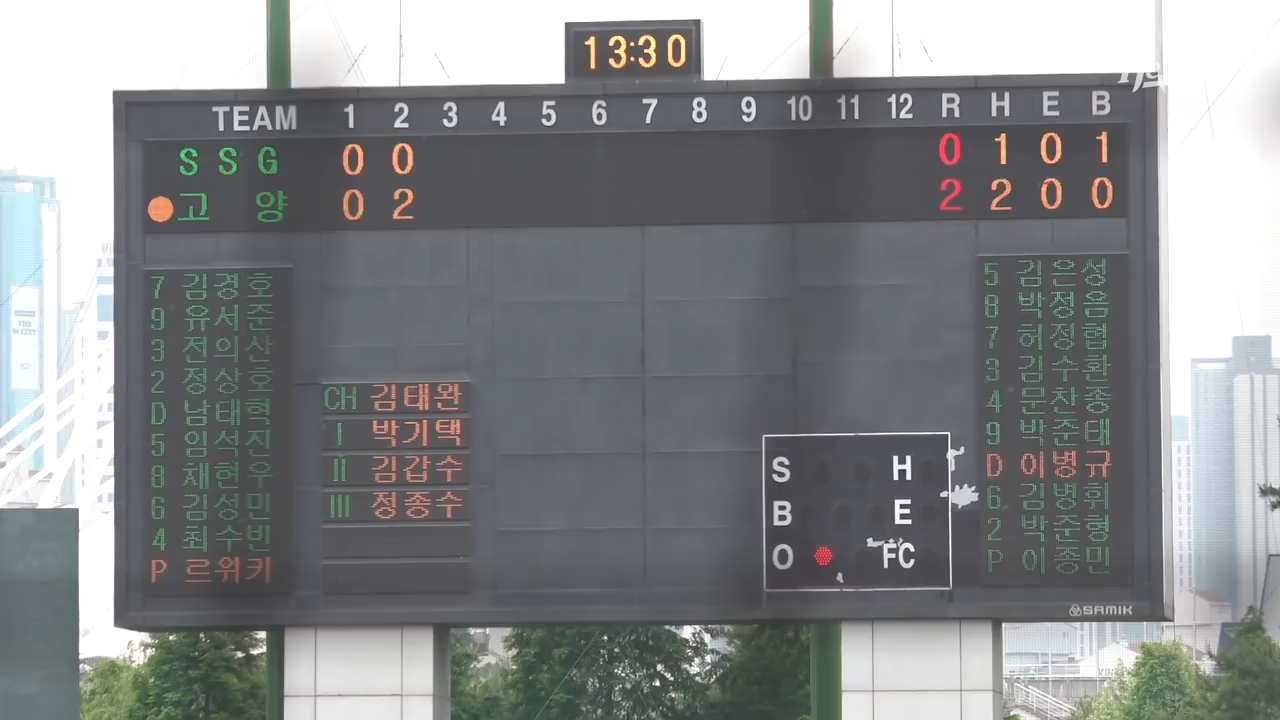 13:30
TEAM 1 2 3 4 5 6 7 8 9 10 11 12 R H E B
S S G 0 0 0 1 0 1
고 양 0 2 2 2 0 0
7 김경호
9 유서준
3 전의산
2 정상호
D 남태혁
5 임석진
8 채현우
6 김성민
4 최수빈
P 르위키
CH 김태완
I 박기택
II 김갑수
III 정종수
S H
B E
O FC
5 김은성
8 박정음
7 허정협
3 김수환
4 문찬종
9 박준태
D 이병규
6 김병휘
2 박준형
P 이종민
SAMIK
THE
M CITY